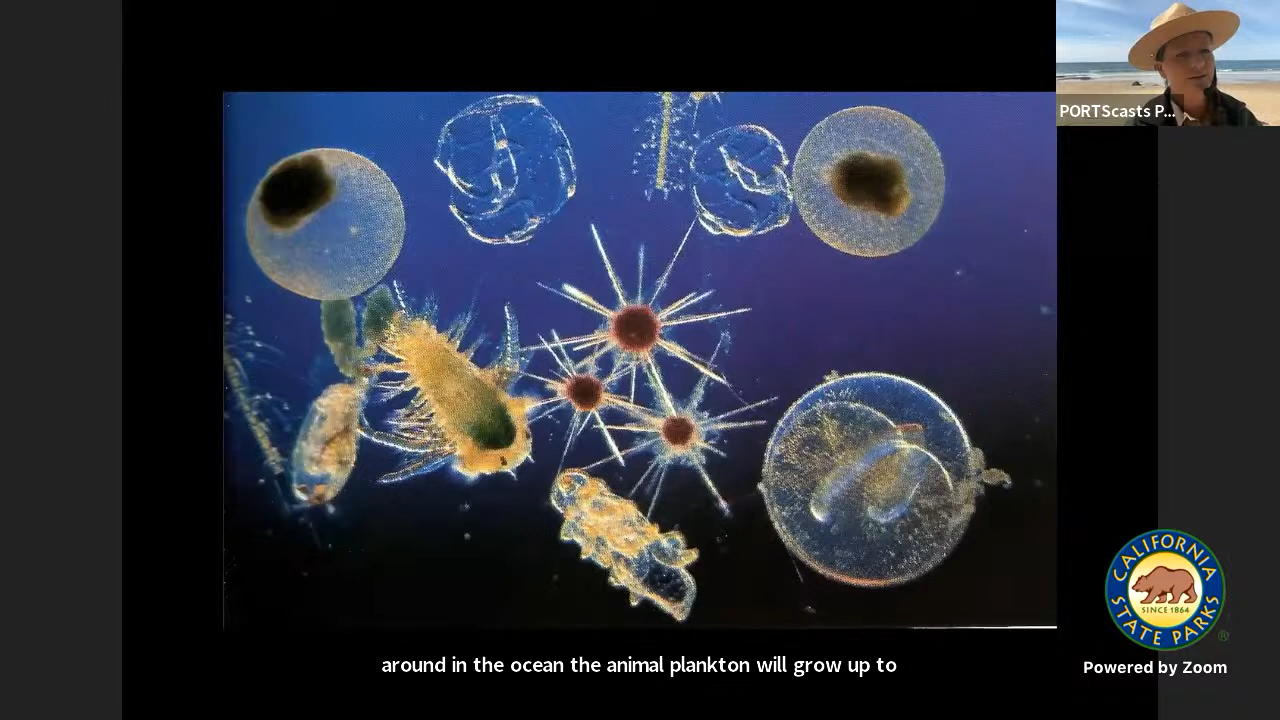 PORTScasts P...
CALIFORNIA
SINCE 1864
STATE PARKS
®
around in the ocean the animal plankton will grow up to
Powered by Zoom